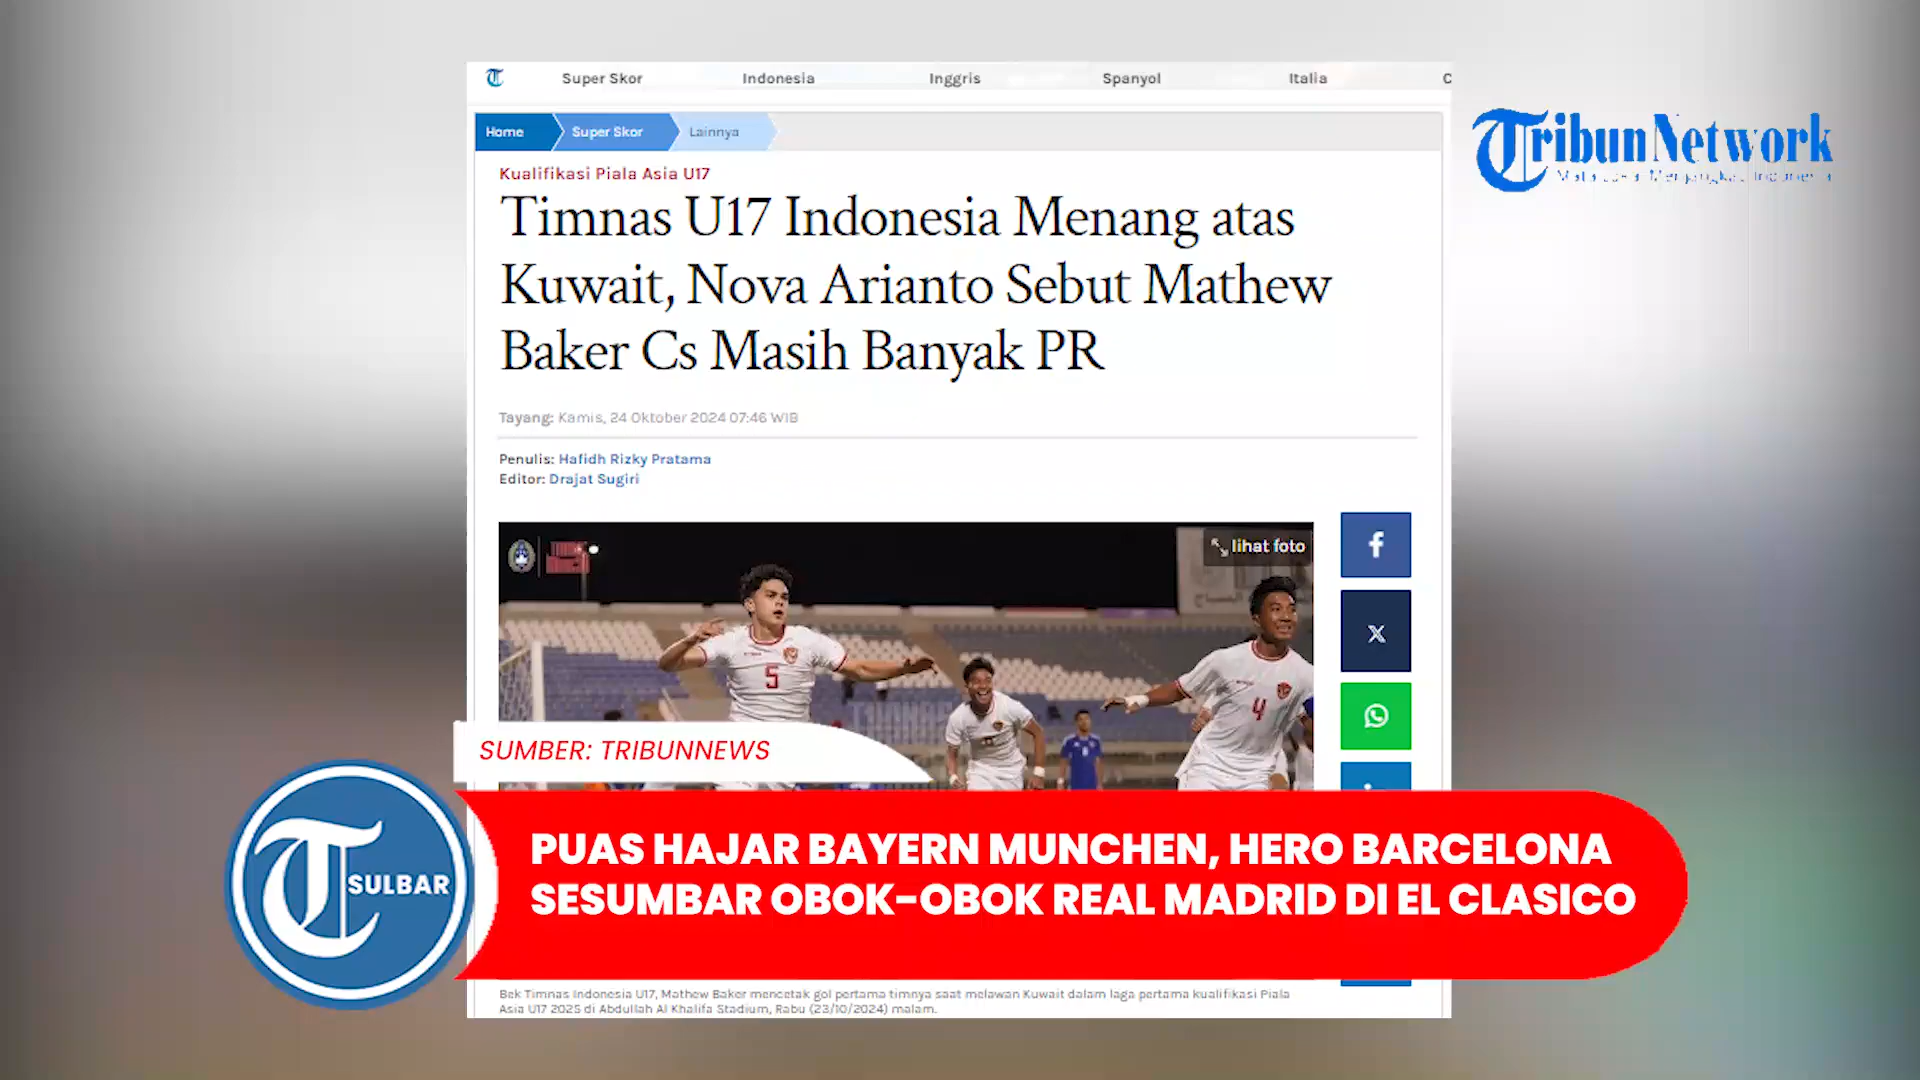 Super Skor Indonesia Inggris Spanyol Italia
Home Super Skor Lainnya
Tribun Network
Kualifikasi Piala Asia U17
Timnas U17 Indonesia Menang atas
Kuwait, Nova Arianto Sebut Mathew
Baker Cs Masih Banyak PR
Tayang: Kamis, 24 Oktober 2024 07:46 WIB
Penulis: Hafidh Rizky Pratama
Editor: Drajat Sugiri
lihat foto
5
4
SUMBER: TRIBUNNEWS
SULBAR
PUAS HAJAR BAYERN MUNCHEN, HERO BARCELONA
SESUMBAR OBOK-OBOK REAL MADRID DI EL CLASICO
Bek Timnas Indonesia U17, Mathew Baker mencetak gol pertama timnya saat melawan Kuwait dalam laga pertama kualifikasi Piala
Asia U17 2025 di Abdullah Al Khalifa Stadium, Rabu (23/10/2024) malam.